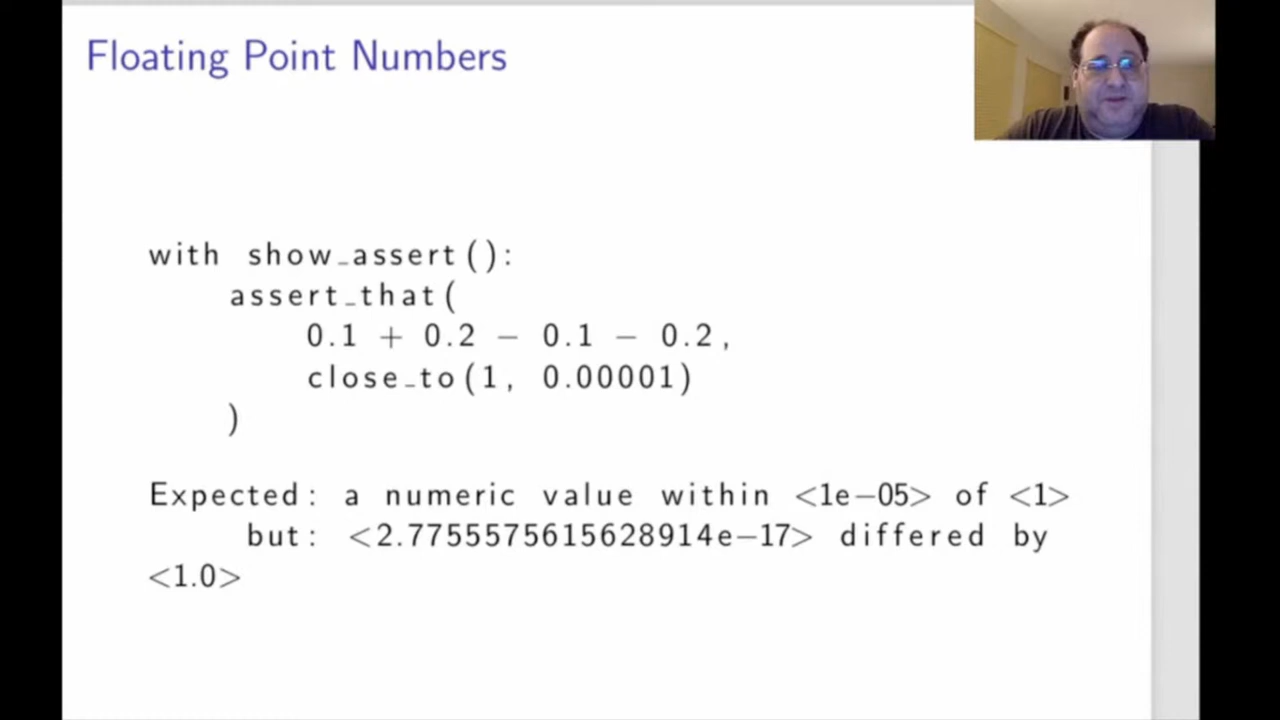 Floating Point Numbers
with show_assert():
assert_that(
0.1 + 0.2 − 0.1 − 0.2,
close_to(1, 0.00001)
)
Expected: a numeric value within <1e−05> of <1>
but: <2.7755575615628914e−17> differed by
<1.0>